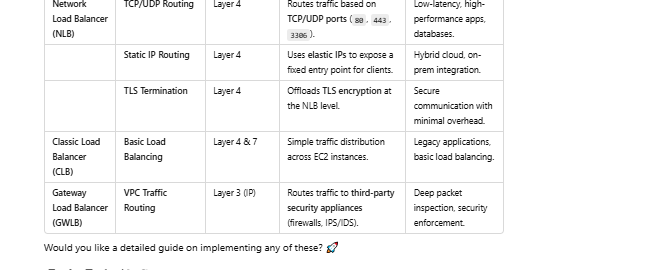 Network TCP/UDP Routing Layer 4 Routes traffic based on Low-latency, high-
Load Balancer TCP/UDP ports ( 80 , 443 , performance apps,
(NLB) 3306 ). databases.
Static IP Routing Layer 4 Uses elastic IPs to expose a Hybrid cloud, on-
fixed entry point for clients. prem integration.
TLS Termination Layer 4 Offloads TLS encryption at Secure
the NLB level. communication with
minimal overhead.
Classic Load Basic Load Layer 4 & 7 Simple traffic distribution Legacy applications,
Balancer Balancing across EC2 instances. basic load balancing.
(CLB)
Gateway VPC Traffic Layer 3 (IP) Routes traffic to third-party Deep packet
Load Balancer Routing security appliances inspection, security
(GWLB) (firewalls, IPS/IDS). enforcement.
Would you like a detailed guide on implementing any of these? 🚀